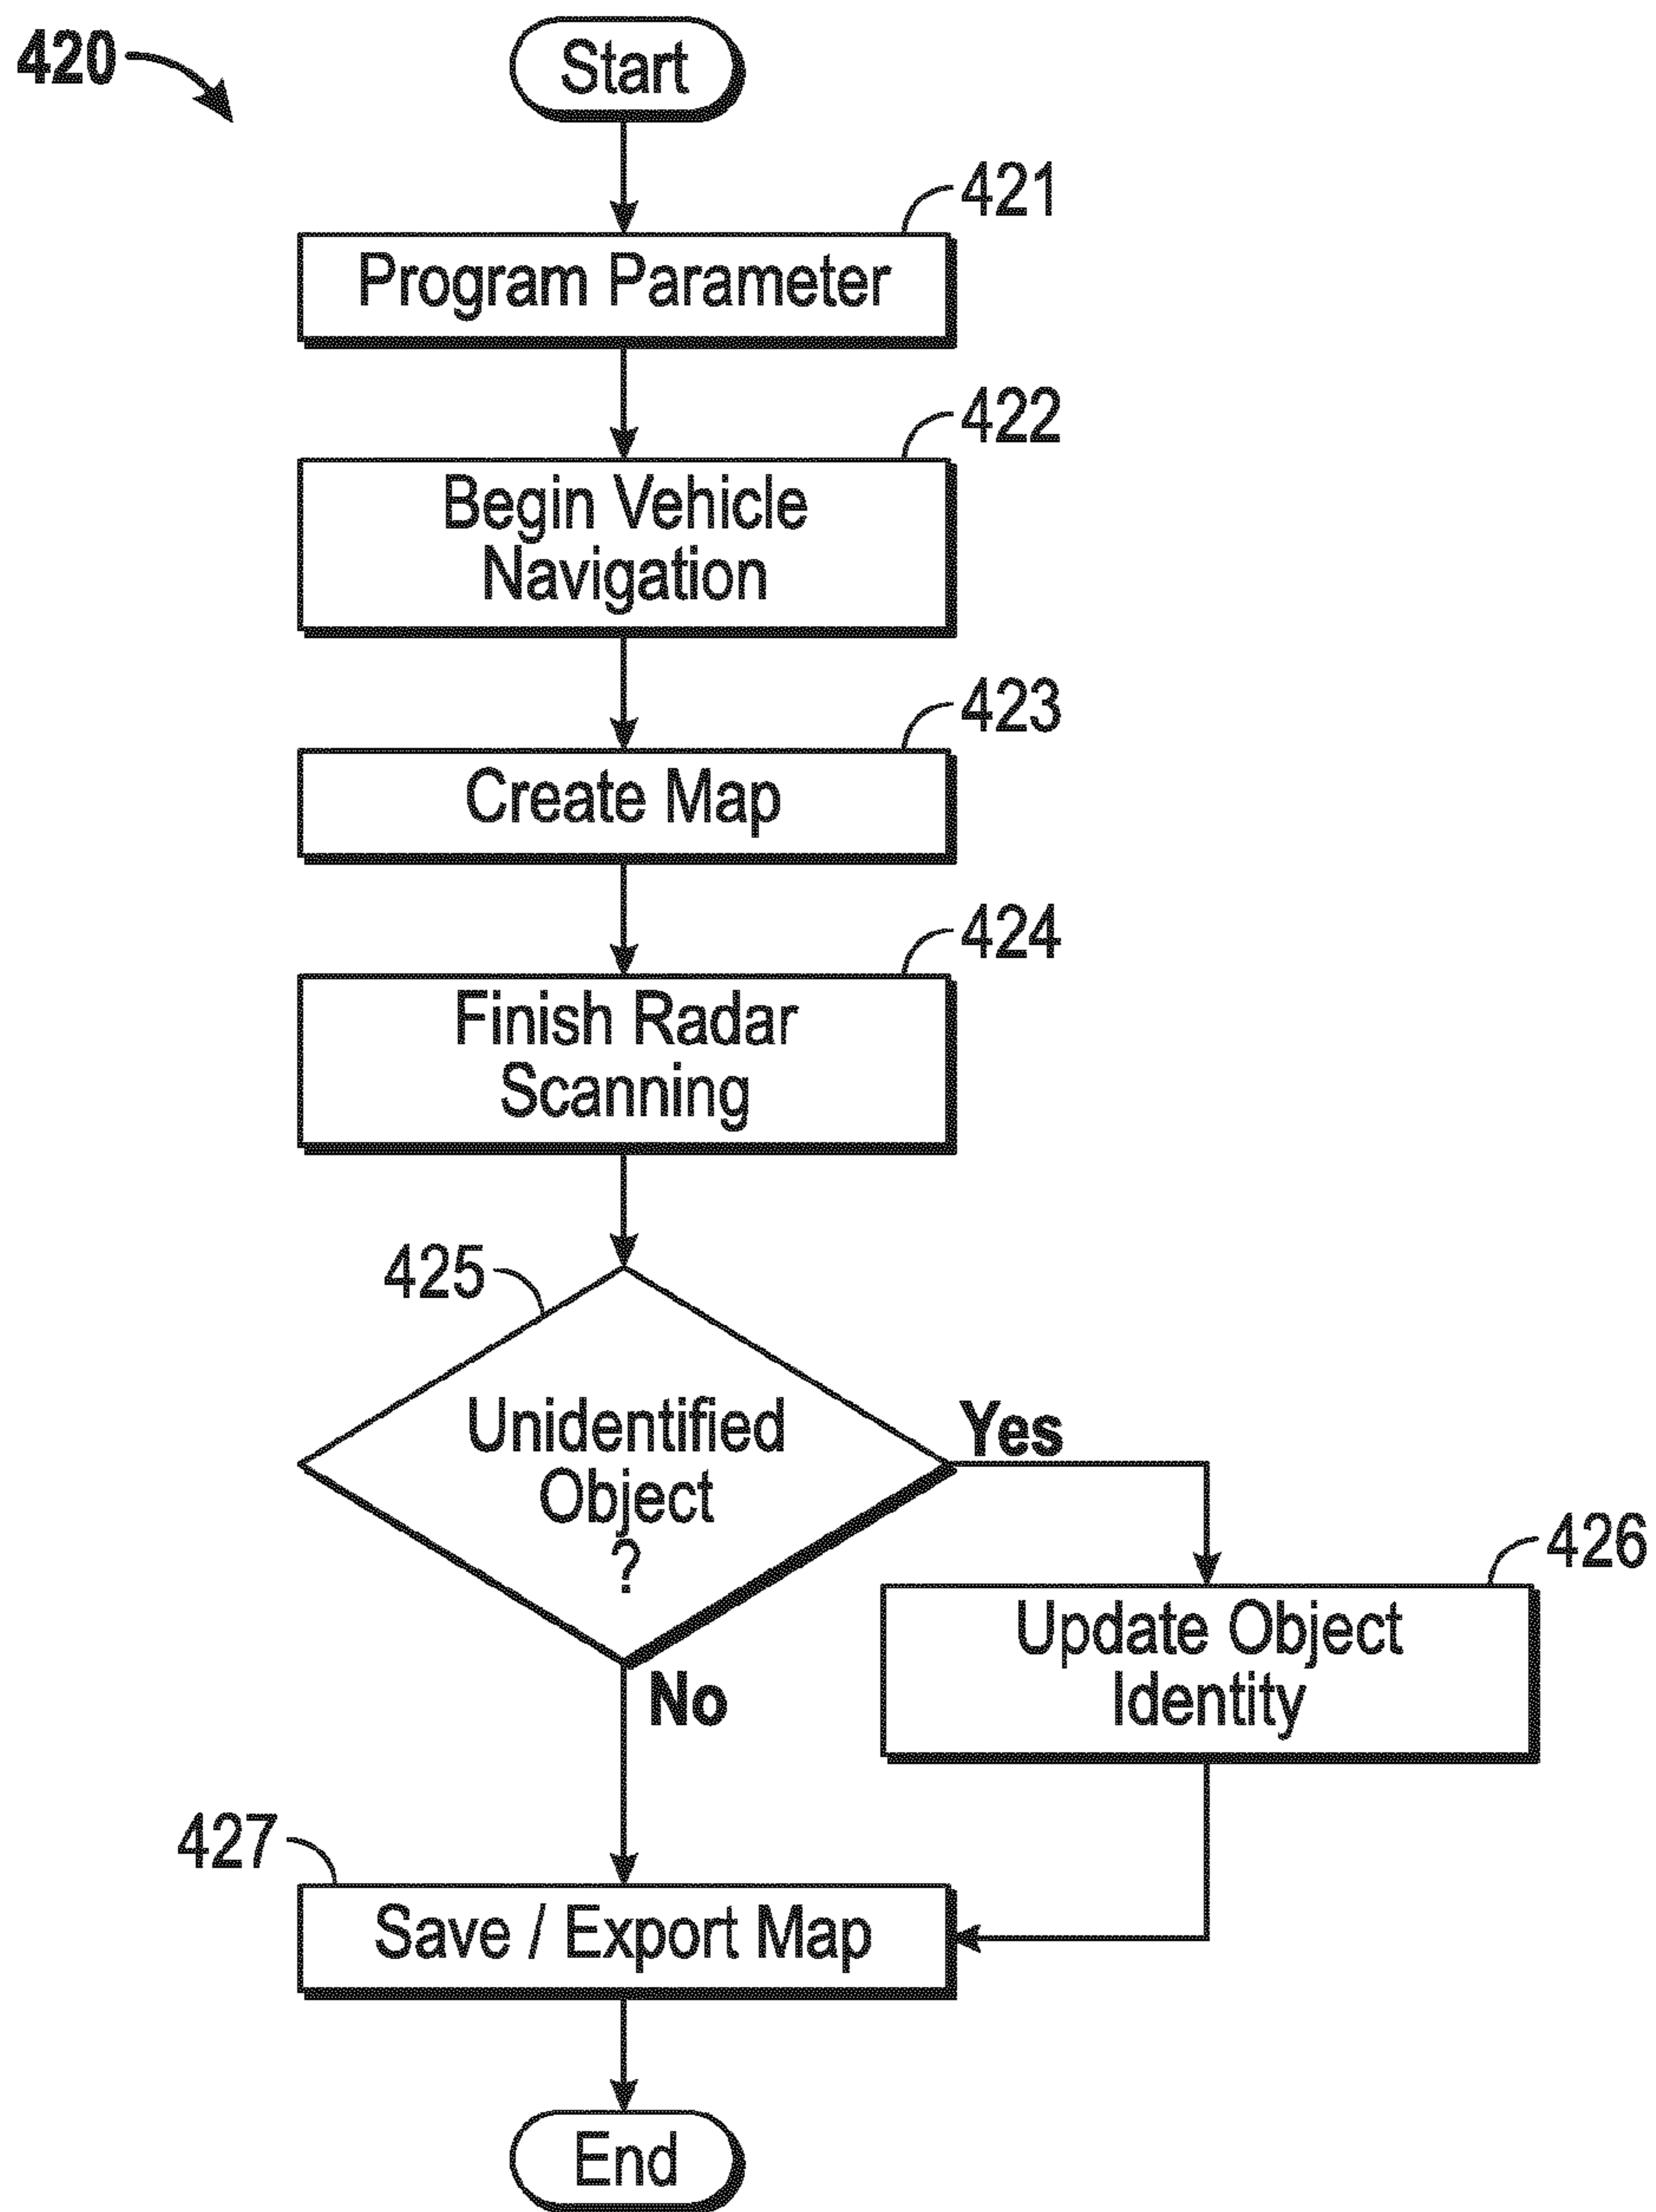 420
Start
421
Program Parameter
422
Begin Vehicle
Navigation
423
Create Map
424
Finish Radar
Scanning
425
Unidentified
Object
?
Yes
426
Update Object
Identity
No
427
Save / Export Map
End